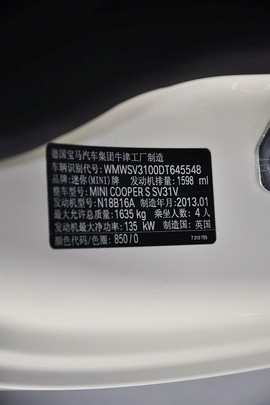 德国宝马汽车集团牛津工厂制造
车辆识别代号: WMWSV3100DT645548
品牌:迷你(MINI)牌 发动机排量: 1598 ml
整车型号: MINI COOPER S SV31V
发动机型号: N18B16A 制造年月:2013.01
最大允许总质量: 1635 kg 乘坐人数: 4 人
发动机最大净功率: 135 kW 制造国: 英国
颜色代码/色圈: 850/0
7 310 755